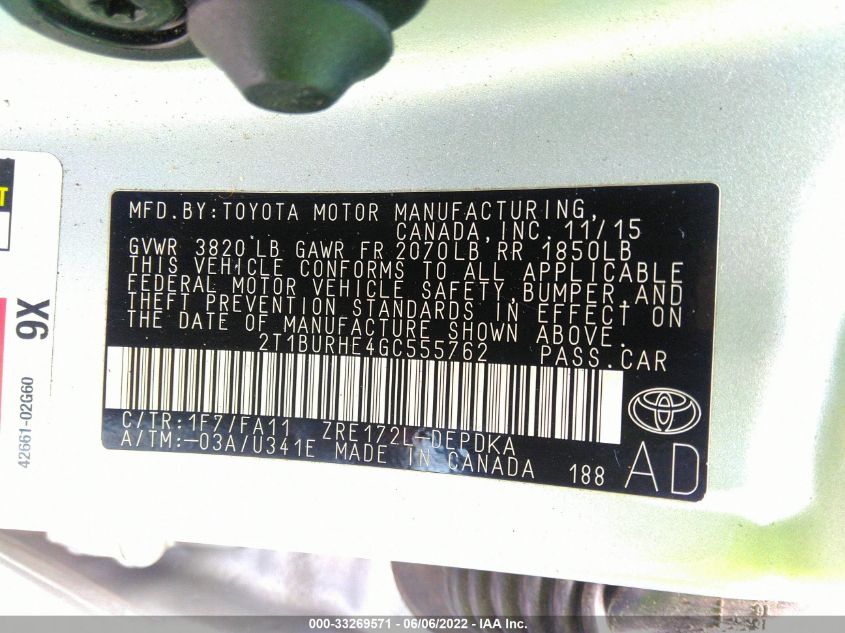 MFD.BY:TOYOTA MOTOR MANUFACTURING,
CANADA, INC. 11/15
GVWR 3820 LB GAWR FR 2070LB RR 1850LB
THIS VEHICLE CONFORMS TO ALL APPLICABLE
FEDERAL MOTOR VEHICLE SAFETY, BUMPER, AND
THEFT PREVENTION STANDARDS IN EFFECT ON
THE DATE OF MANUFACTURE SHOWN ABOVE.
2T1BURHE4GC555762 PASS.CAR
C/TR:1F7/FA11 ZRE172L-DEPDKA
A/TM:-03A/U341E MADE IN CANADA 188
AD
T
9X
42661-02G60
000-33269571 - 06/06/2022 - IAA Inc.